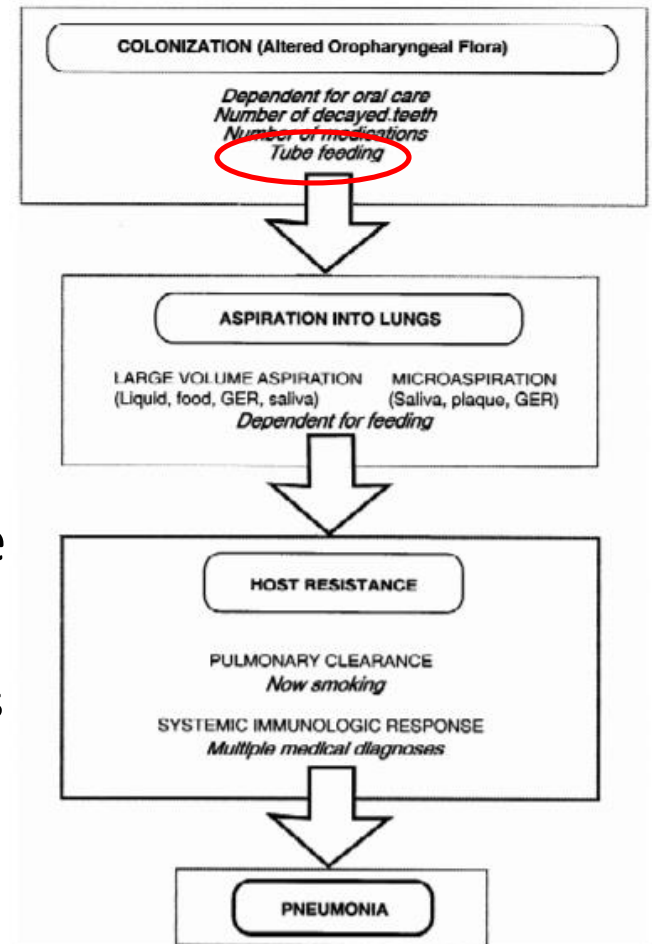 COLONIZATION (Altered Oropharyngeal Flora)
Dependent for oral care
Number of decayed teeth
Number of medications
Tube feeding
ASPIRATION INTO LUNGS
LARGE VOLUME ASPIRATION MICROASPIRATION
(Liquid, food, GER, saliva) (Saliva, plaque, GER)
Dependent for feeding
e
HOST RESISTANCE
PULMONARY CLEARANCE
Now smoking
s
SYSTEMIC IMMUNOLOGIC RESPONSE
Multiple medical diagnoses
PNEUMONIA